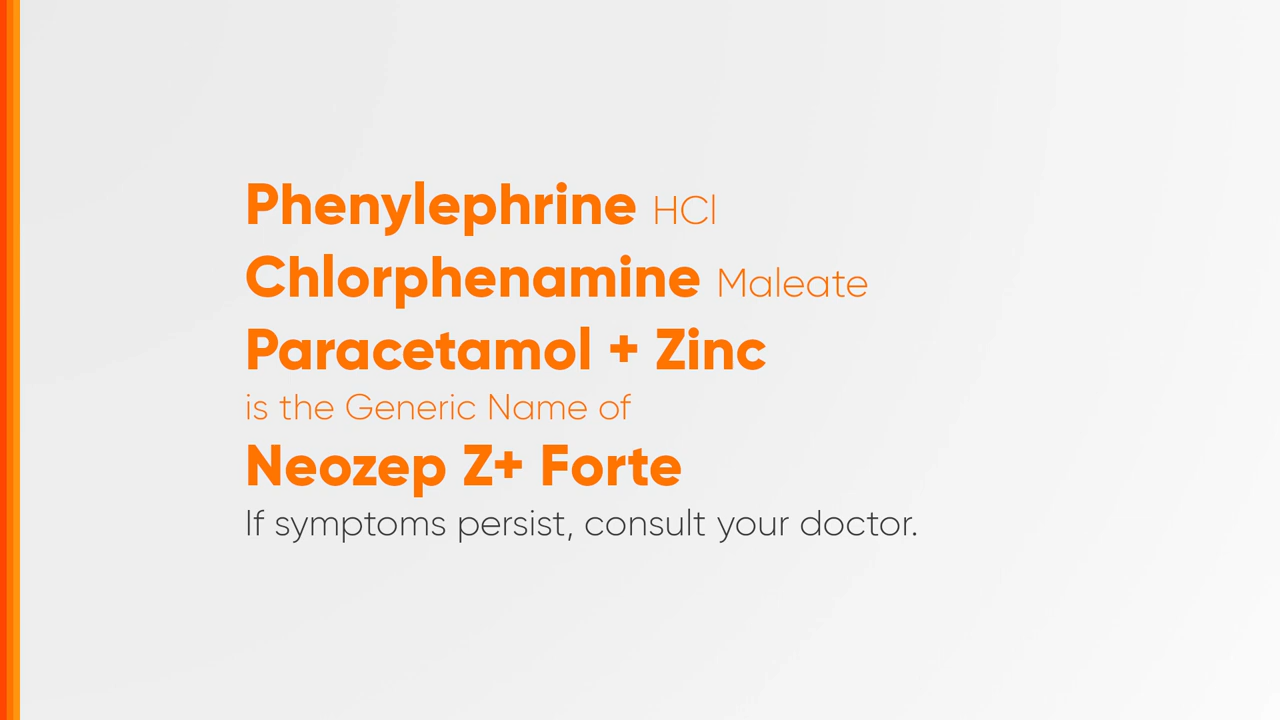 Phenylephrine HCl
Chlorphenamine Maleate
Paracetamol + Zinc
is the Generic Name of
Neozep Z+ Forte
If symptoms persist, consult your doctor.